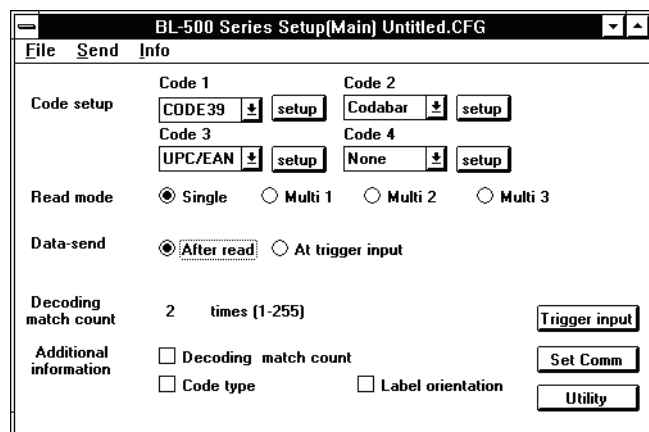 BL-500 Series Setup(Main) Untitled.CFG
File Send Info
Code 1 Code 2
Code setup CODE39 setup Codabar setup
Code 3 Code 4
UPC/EAN setup None setup
Read mode Single Multi 1 Multi 2 Multi 3
Data-send After read At trigger input
Decoding match count 2 times (1-255)
Trigger input
Additional information Decoding match count Set Comm
Code type Label orientation
Utility